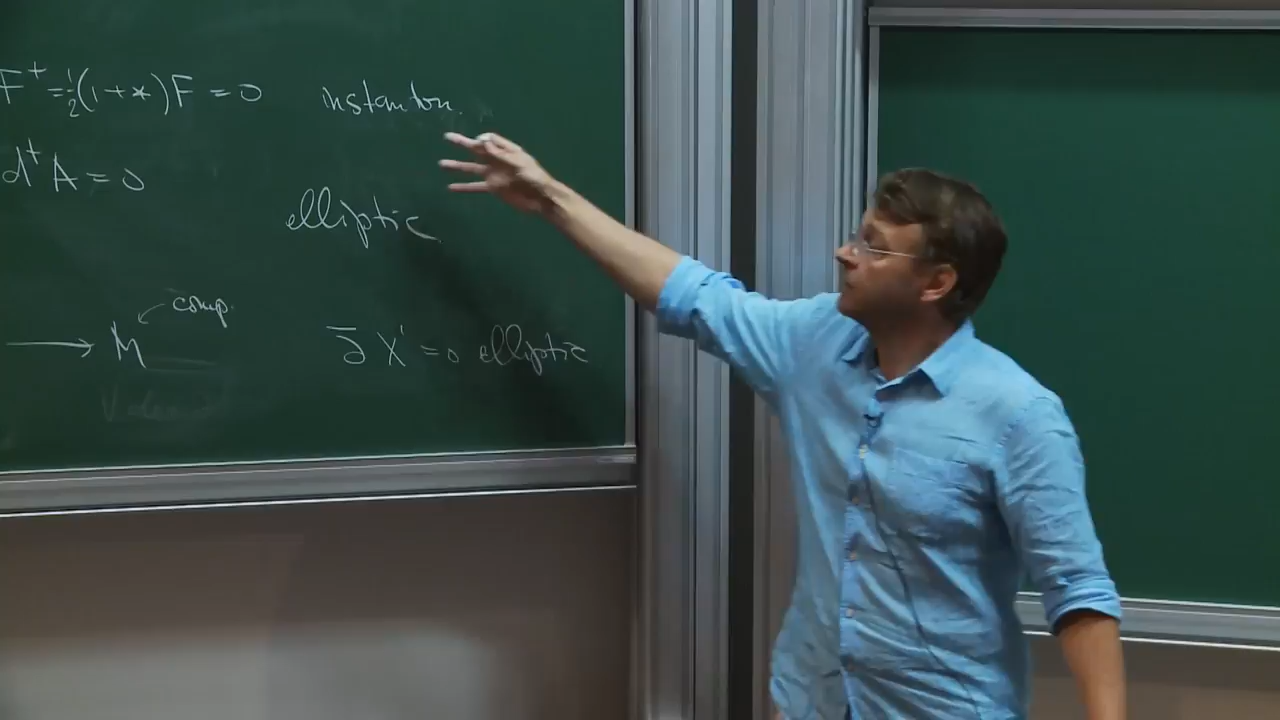 F⁺ = ½(1+*)F = 0 instanton.
d⁺A = 0
elliptic
comp.
→ M ∂̄X' = 0 elliptic